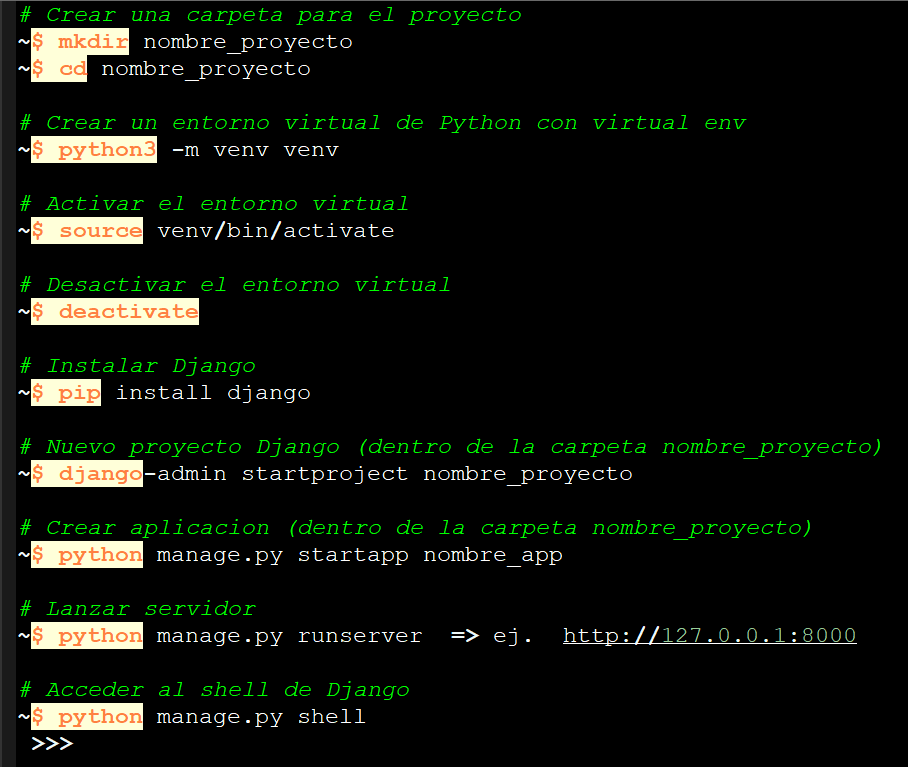 # Crear una carpeta para el proyecto
~$ mkdir nombre_proyecto
~$ cd nombre_proyecto
# Crear un entorno virtual de Python con virtual env
~$ python3 -m venv venv
# Activar el entorno virtual
~$ source venv/bin/activate
# Desactivar el entorno virtual
~$ deactivate
# Instalar Django
~$ pip install django
# Nuevo proyecto Django (dentro de la carpeta nombre_proyecto)
~$ django-admin startproject nombre_proyecto
# Crear aplicacion (dentro de la carpeta nombre_proyecto)
~$ python manage.py startapp nombre_app
# Lanzar servidor
~$ python manage.py runserver  => ej.  http://127.0.0.1:8000
# Acceder al shell de Django
~$ python manage.py shell
>>>